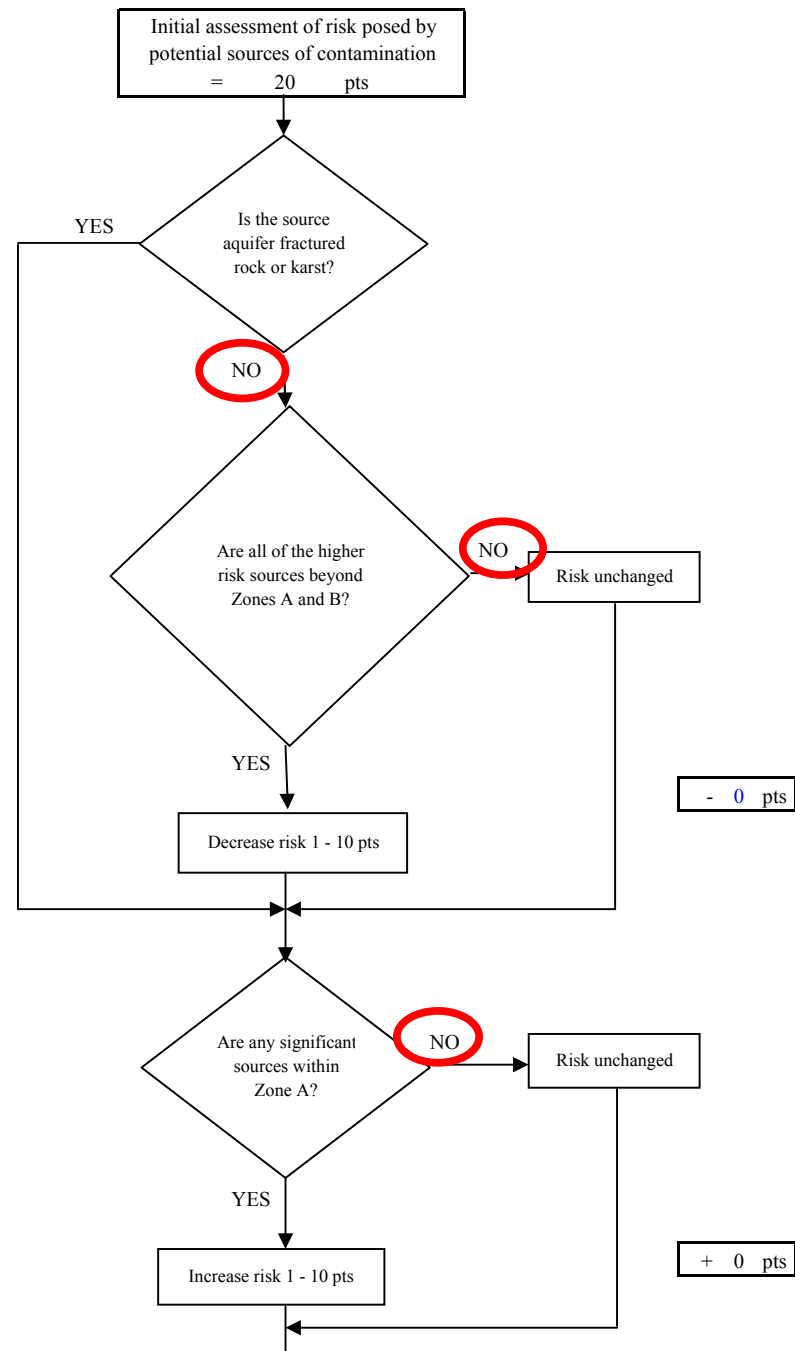 Initial assessment of risk posed by
potential sources of contamination
= 20 pts
YES
Is the source
aquifer fractured
rock or karst?
NO
Are all of the higher
risk sources beyond
Zones A and B?
NO
Risk unchanged
YES
- 0 pts
Decrease risk 1 - 10 pts
Are any significant
sources within
Zone A?
NO
Risk unchanged
YES
+ 0 pts
Increase risk 1 - 10 pts